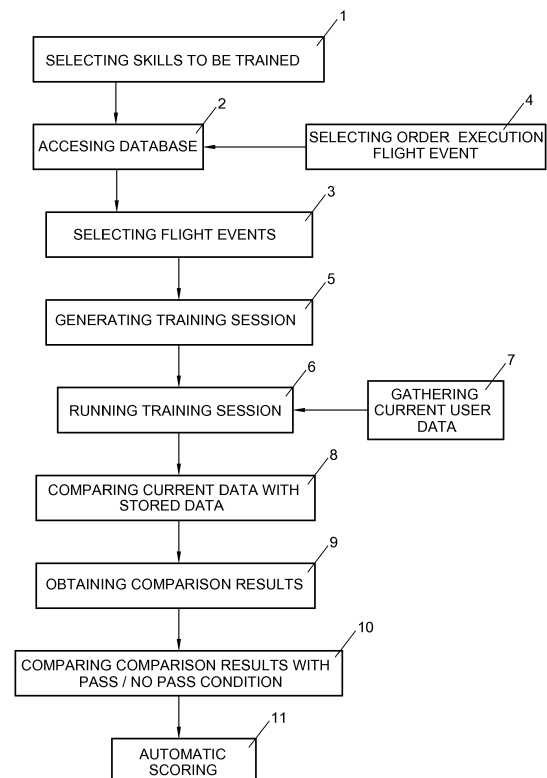 1
SELECTING SKILLS TO BE TRAINED
2
ACCESING DATABASE
4
SELECTING ORDER EXECUTION
FLIGHT EVENT
3
SELECTING FLIGHT EVENTS
5
GENERATING TRAINING SESSION
6
RUNNING TRAINING SESSION
7
GATHERING
CURRENT USER
DATA
8
COMPARING CURRENT DATA WITH
STORED DATA
9
OBTAINING COMPARISON RESULTS
10
COMPARING COMPARISON RESULTS WITH
PASS / NO PASS CONDITION
11
AUTOMATIC
SCORING